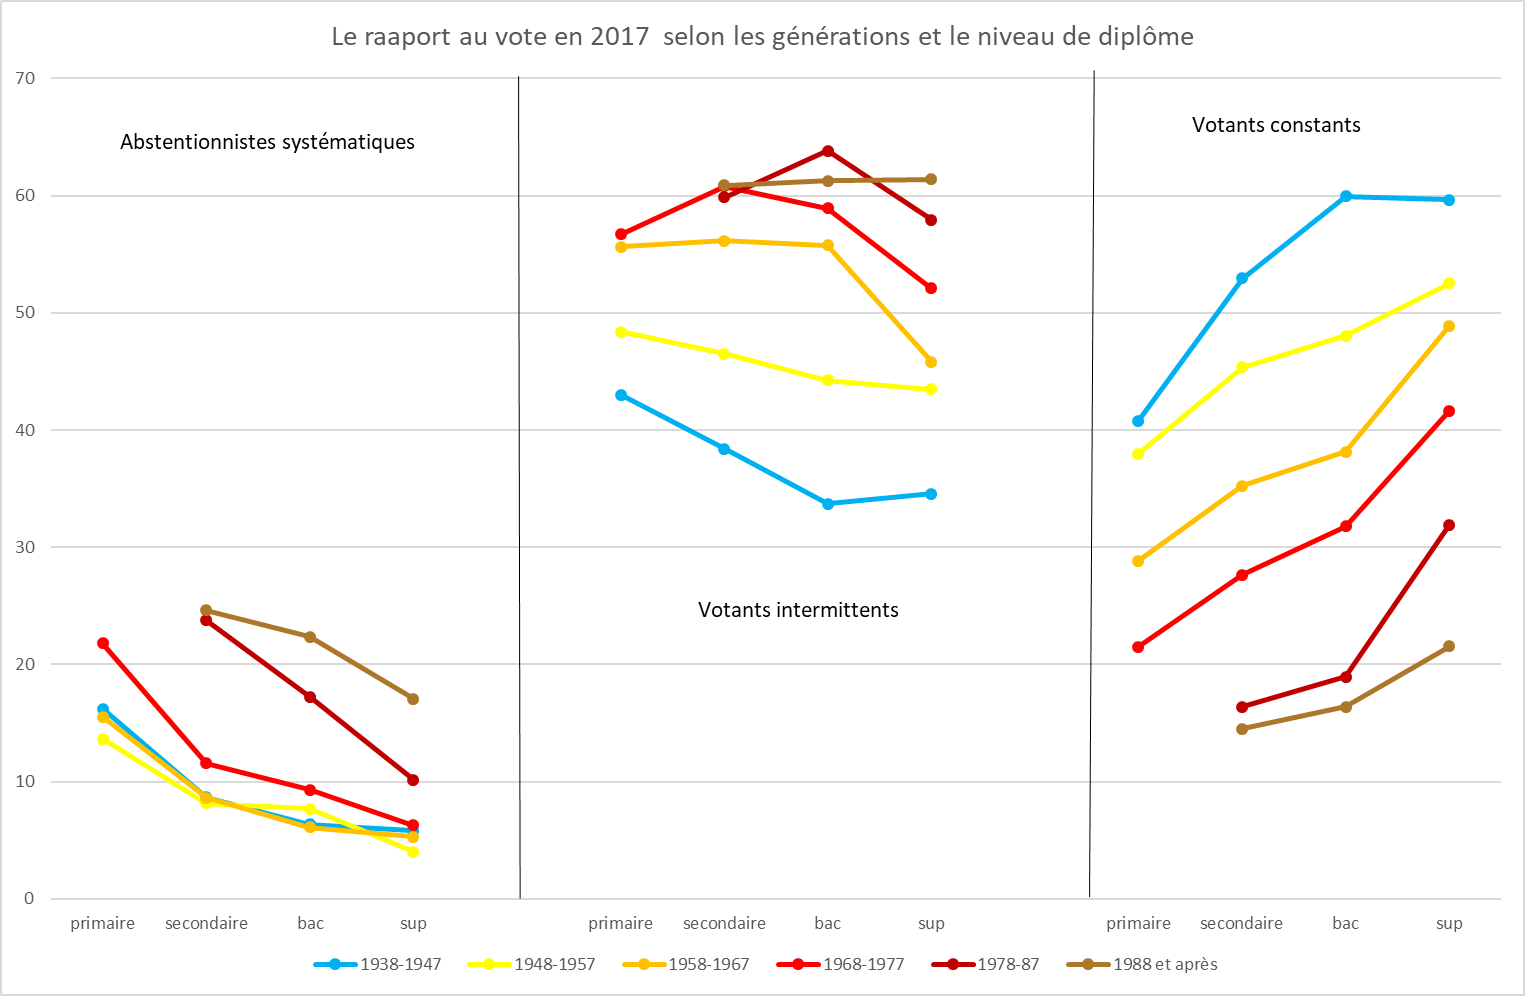 Le raaport au vote en 2017  selon les générations et le niveau de diplôme
70
60
50
40
30
20
10
0
Abstentionnistes systématiques
Votants intermittents
Votants constants
primaire secondaire bac sup primaire secondaire bac sup primaire secondaire bac sup
1938-1947 1948-1957 1958-1967 1968-1977 1978-87 1988 et après